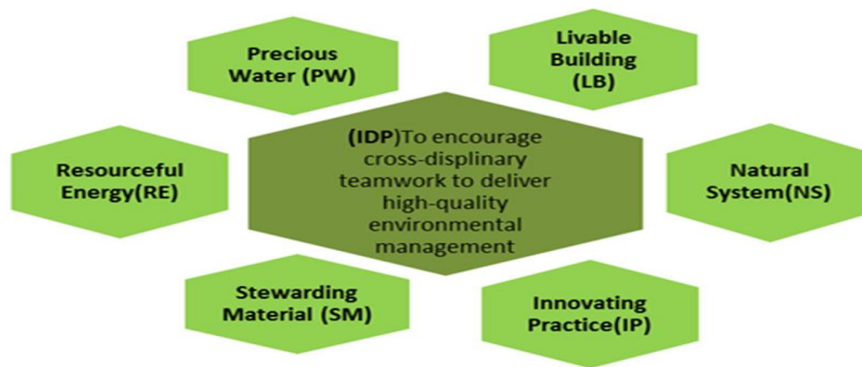 Precious
Water (PW)
Livable
Building
(LB)
(IDP)To encourage
cross-displinary
teamwork to deliver
high-quality
environmental
management
Resourceful
Energy(RE)
Natural
System(NS)
Stewarding
Material (SM)
Innovating
Practice(IP)